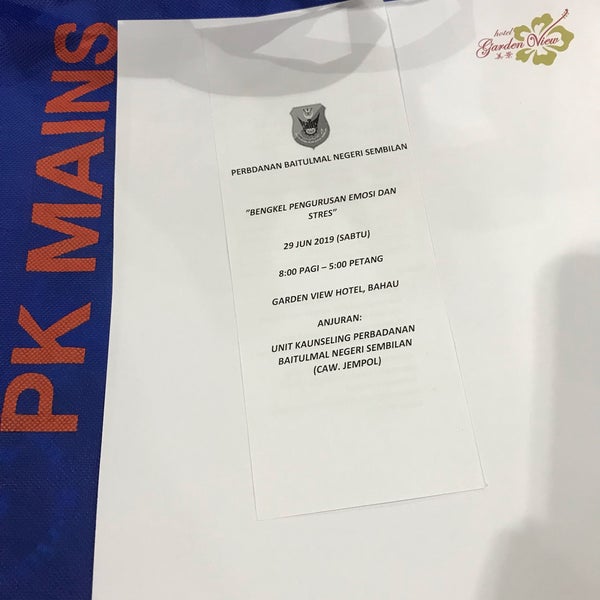 PK MAINS
hotel
Garden View
PERBDANAN BAITULMAL NEGERI SEMBILAN
"BENGKEL PENGURUSAN EMOSI DAN
STRES"
29 JUN 2019 (SABTU)
8:00 PAGI – 5:00 PETANG
GARDEN VIEW HOTEL, BAHAU
ANJURAN:
UNIT KAUNSELING PERBADANAN
BAITULMAL NEGERI SEMBILAN
(CAW. JEMPOL)